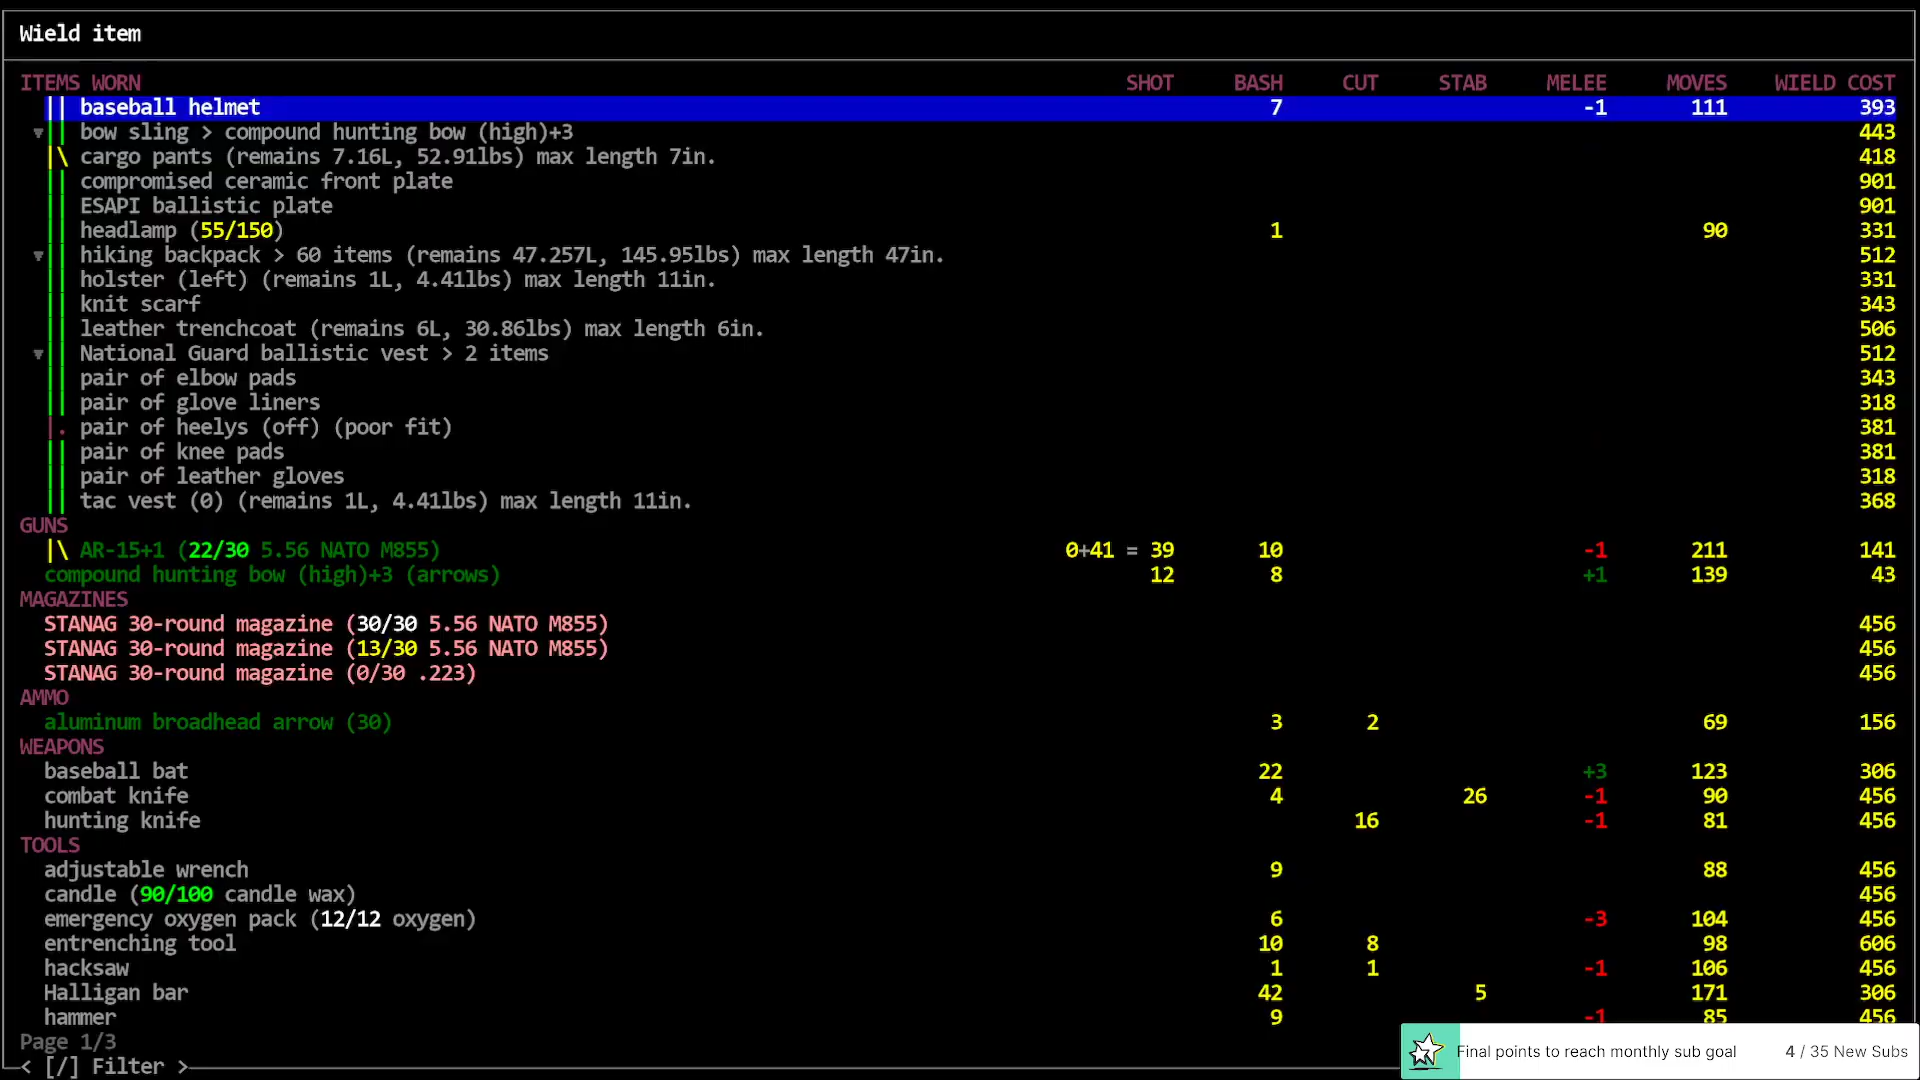 Wield item
ITEMS WORN SHOT BASH CUT STAB MELEE MOVES WIELD COST
|| baseball helmet 7 -1 111 393
▼|| bow sling > compound hunting bow (high)+3 443
|\ cargo pants (remains 7.16L, 52.91lbs) max length 7in. 418
|| compromised ceramic front plate 901
|| ESAPI ballistic plate 901
|| headlamp (55/150) 1 90 331
▼|| hiking backpack > 60 items (remains 47.257L, 145.95lbs) max length 47in. 512
|| holster (left) (remains 1L, 4.41lbs) max length 11in. 331
|| knit scarf 343
|| leather trenchcoat (remains 6L, 30.86lbs) max length 6in. 506
▼|| National Guard ballistic vest > 2 items 512
|| pair of elbow pads 343
|| pair of glove liners 318
|. pair of heelys (off) (poor fit) 381
|| pair of knee pads 381
|| pair of leather gloves 318
|| tac vest (0) (remains 1L, 4.41lbs) max length 11in. 368
GUNS
|\ AR-15+1 (22/30 5.56 NATO M855) 0+41 = 39 10 -1 211 141
compound hunting bow (high)+3 (arrows) 12 8 +1 139 43
MAGAZINES
STANAG 30-round magazine (30/30 5.56 NATO M855) 456
STANAG 30-round magazine (13/30 5.56 NATO M855) 456
STANAG 30-round magazine (0/30 .223) 456
AMMO
aluminum broadhead arrow (30) 3 2 69 156
WEAPONS
baseball bat 22 +3 123 306
combat knife 4 26 -1 90 456
hunting knife 16 -1 81 456
TOOLS
adjustable wrench 9 88 456
candle (90/100 candle wax) 456
emergency oxygen pack (12/12 oxygen) 6 -3 104 456
entrenching tool 10 8 98 606
hacksaw 1 1 -1 106 456
Halligan bar 42 5 171 306
hammer 9 -1 85 456
Page 1/3
< [/] Filter >
Final points to reach monthly sub goal 4 / 35 New Subs